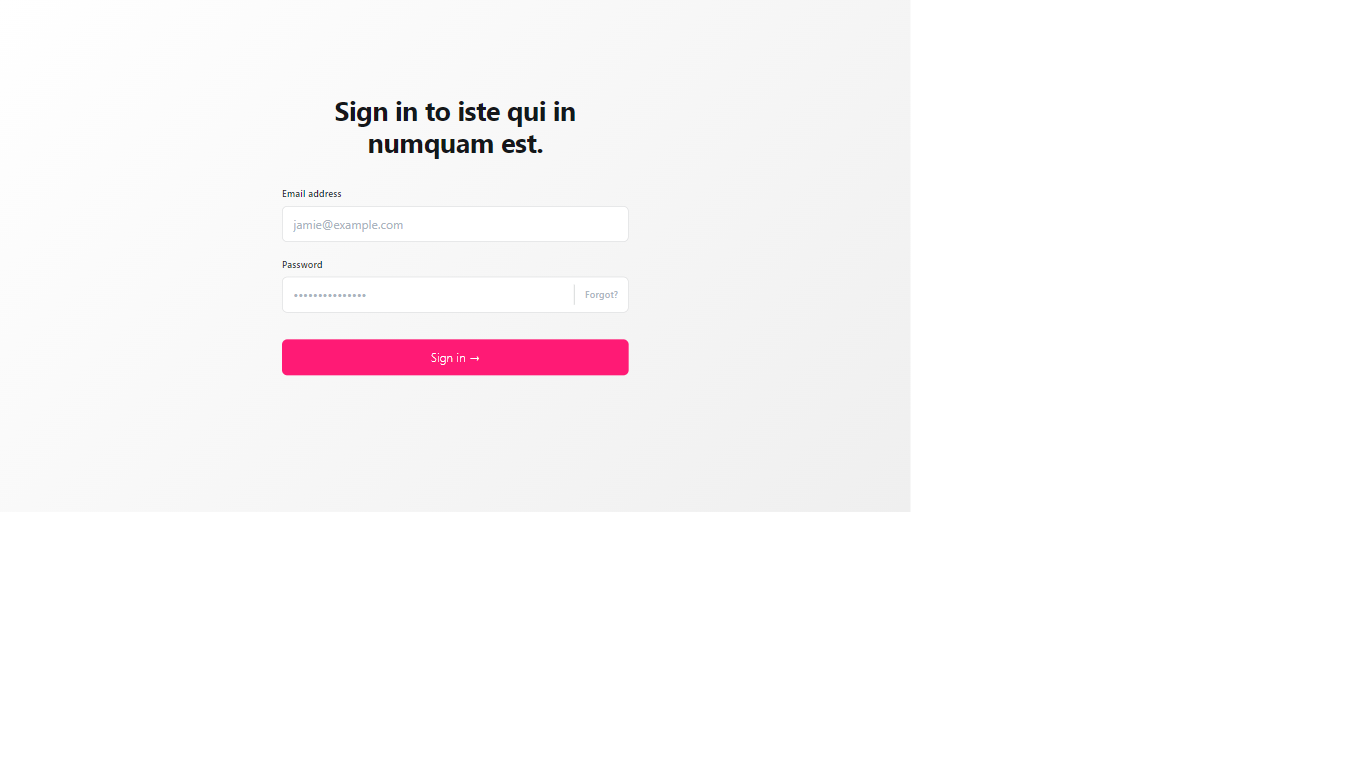 Sign in to iste qui in
numquam est.
Email address
jamie@example.com
Password
•••••••••••••••
Forgot?
Sign in →